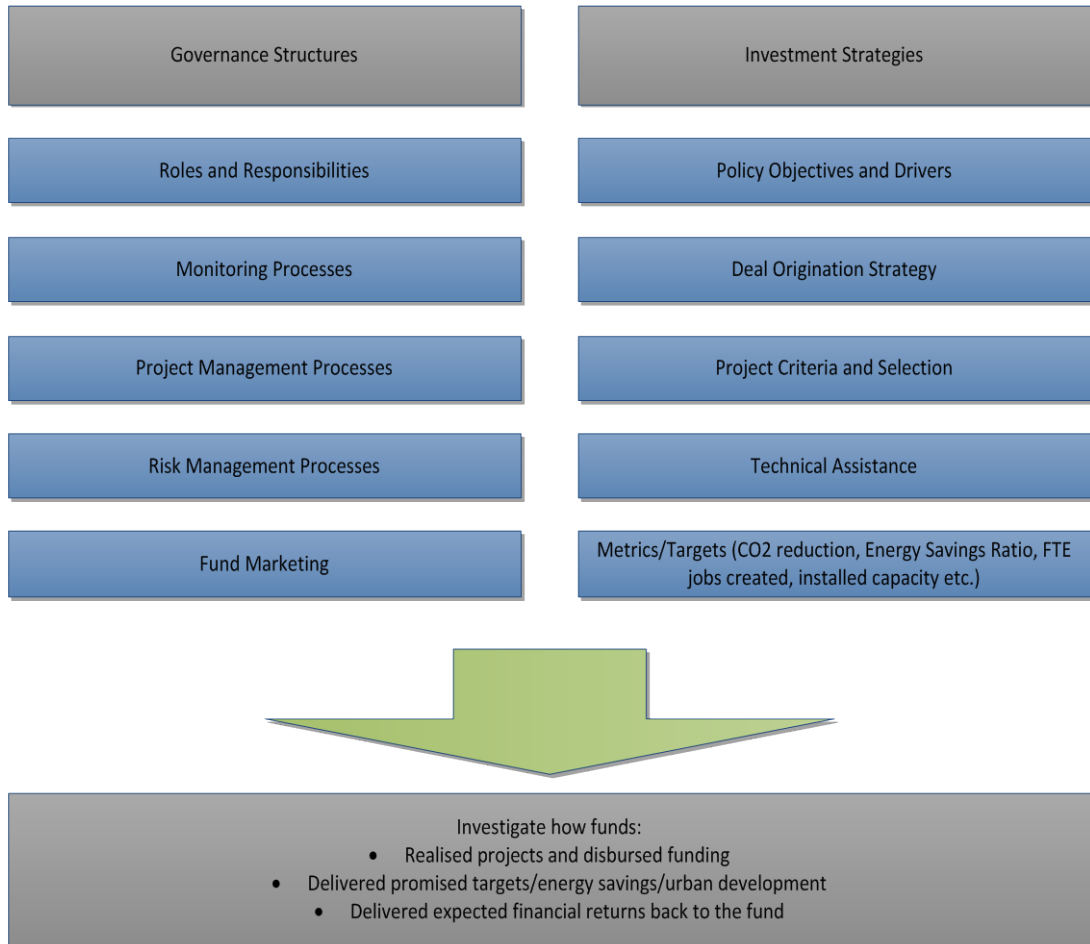 Governance Structures
Investment Strategies
Roles and Responsibilities
Policy Objectives and Drivers
Monitoring Processes
Deal Origination Strategy
Project Management Processes
Project Criteria and Selection
Risk Management Processes
Technical Assistance
Fund Marketing
Metrics/Targets (CO2 reduction, Energy Savings Ratio, FTE
jobs created, installed capacity etc.)
Investigate how funds:
• Realised projects and disbursed funding
• Delivered promised targets/energy savings/urban development
• Delivered expected financial returns back to the fund